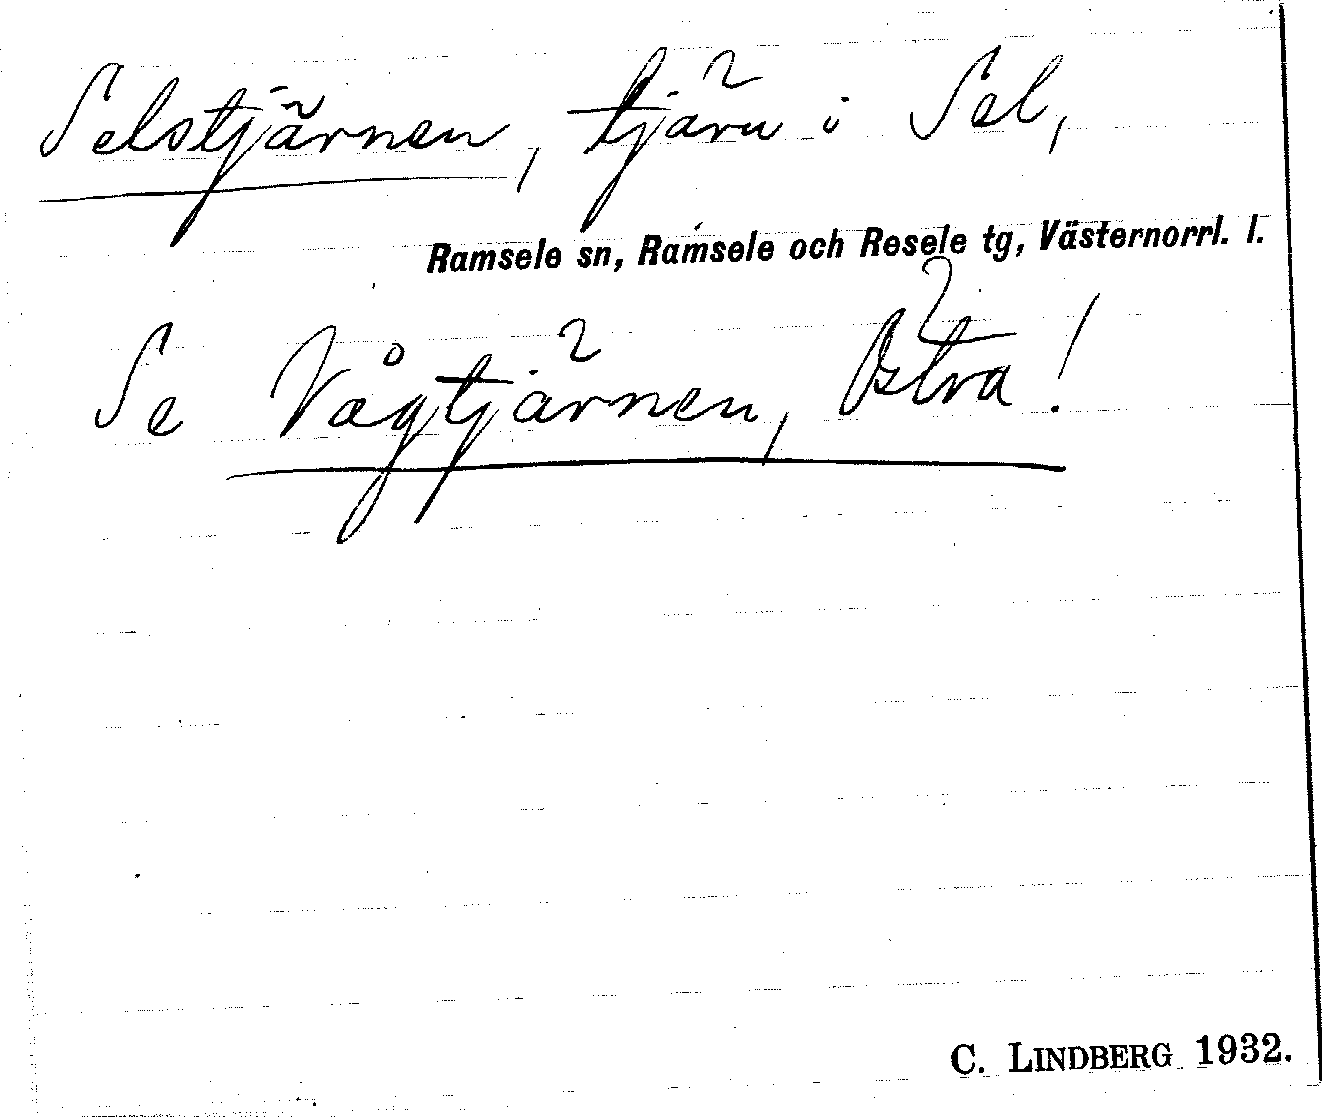 Selstjärnen, tjärn i Sel,
Ramsele sn, Ramsele och Resele tg, Västernorrl. l.
Se Vågtjärnen, Östra!
C. LINDBERG 1932.